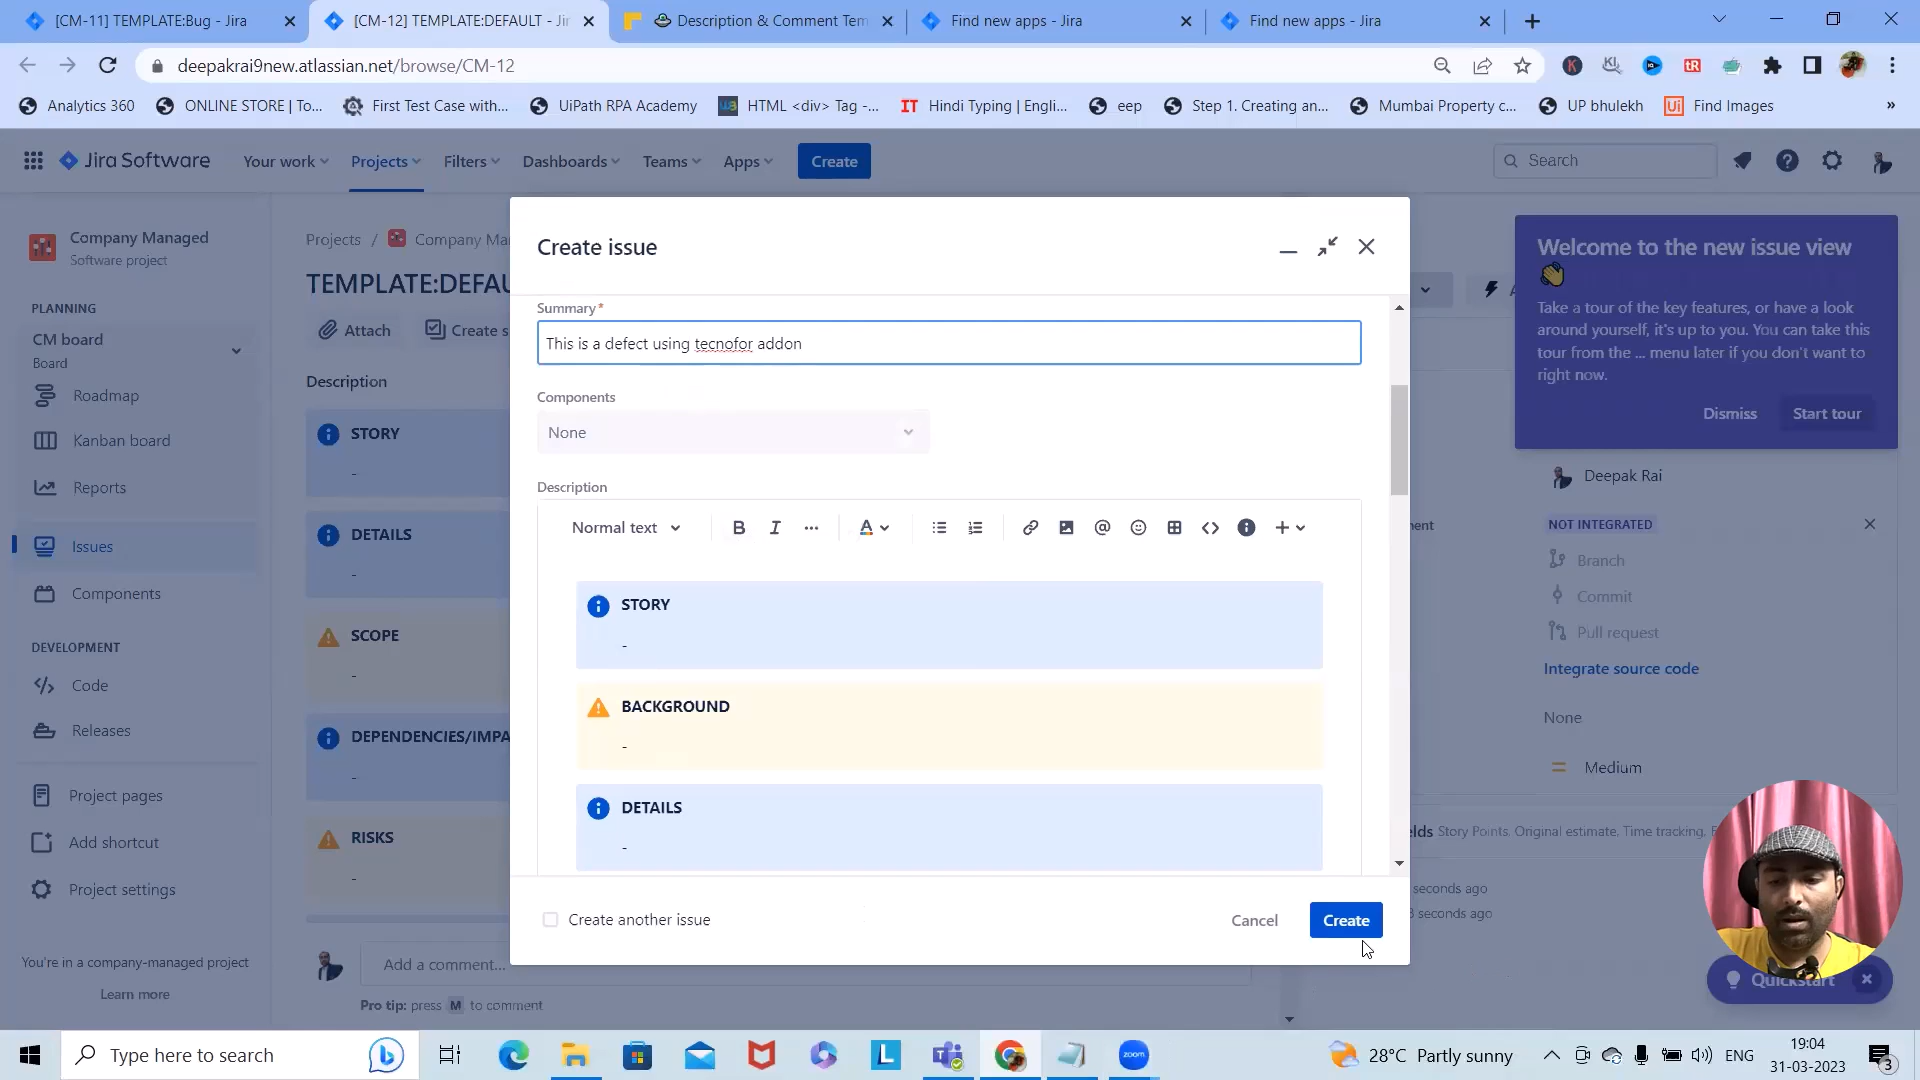 [CM-11] TEMPLATE:Bug - Jira
[CM-12] TEMPLATE:DEFAULT - Jir
Description & Comment Tem
Find new apps - Jira
Find new apps - Jira
deepakrai9new.atlassian.net/browse/CM-12
Analytics 360
ONLINE STORE | To...
First Test Case with...
UiPath RPA Academy
HTML <div> Tag -...
Hindi Typing | Engli...
eep
Step 1. Creating an...
Mumbai Property c...
UP bhulekh
Find Images
»
Jira Software
Your work
Projects
Filters
Dashboards
Teams
Apps
Create
Search
Company Managed
Software project
PLANNING
CM board
Board
Roadmap
Kanban board
Reports
Issues
Components
DEVELOPMENT
Code
Releases
Project pages
Add shortcut
Project settings
You're in a company-managed project
Learn more
Projects / Company Ma
TEMPLATE:DEFAU
Attach
Create s
Description
STORY
-
DETAILS
-
SCOPE
-
DEPENDENCIES/IMPA
-
RISKS
-
Add a comment...
Pro tip: press M to comment
Create issue
Summary*
This is a defect using tecnofor addon
Components
None
Description
Normal text
STORY
-
BACKGROUND
-
DETAILS
-
Create another issue
Cancel
Create
Welcome to the new issue view
Take a tour of the key features, or have a look
around yourself, it's up to you. You can take this
tour from the ... menu later if you don't want to
right now.
Dismiss
Start tour
Deepak Rai
NOT INTEGRATED
Branch
Commit
Pull request
Integrate source code
None
Medium
Story Points, Original estimate, Time tracking,
seconds ago
seconds ago
Quickstart
Type here to search
zoom
28°C Partly sunny
ENG
19:04
31-03-2023
3